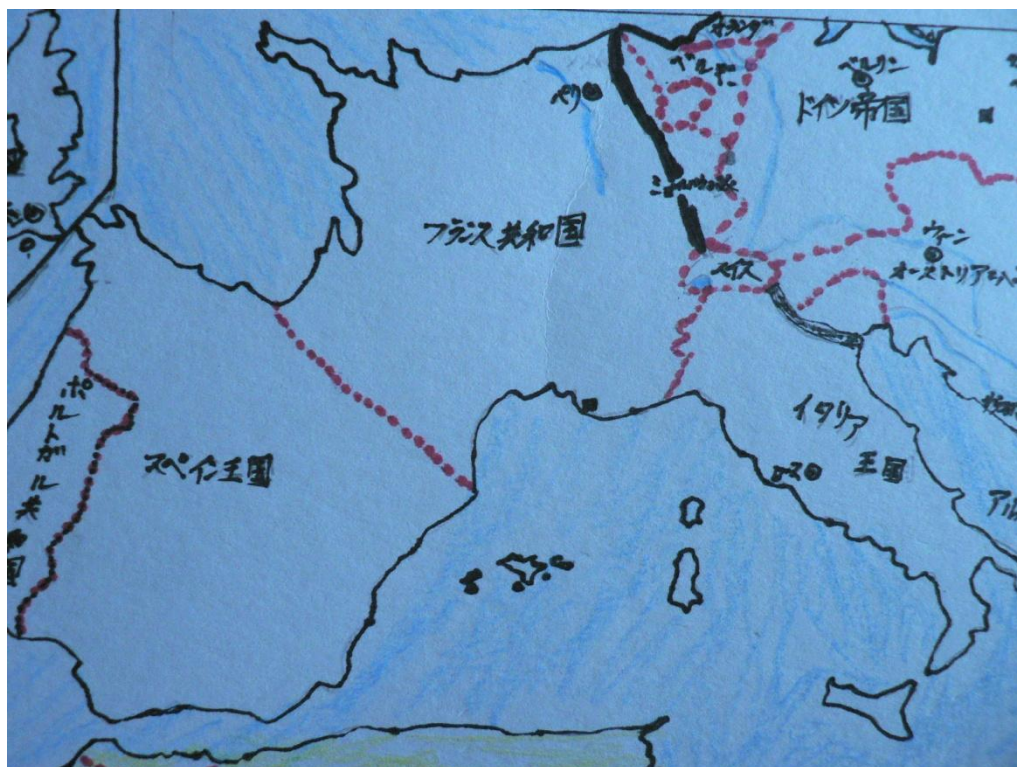 オランダ
ベルギー
ベルリン
パリ
ドイツ帝国
フランス共和国
ウィーン
スイス
オーストリア=ハ
ポルトガル共和国
イタリア
王国
スペイン王国
ローマ
アル